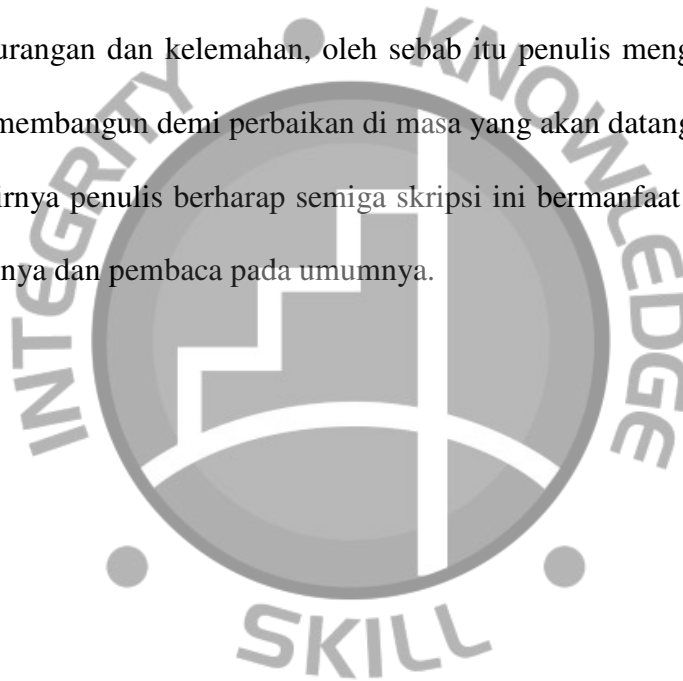 urangan dan kelemahan, oleh sebab itu penulis meng
membangun demi perbaikan di masa yang akan datang
irnya penulis berharap semiga skripsi ini bermanfaat
nya dan pembaca pada umumnya.
INTEGRITY
KNOWLEDGE
SKILL